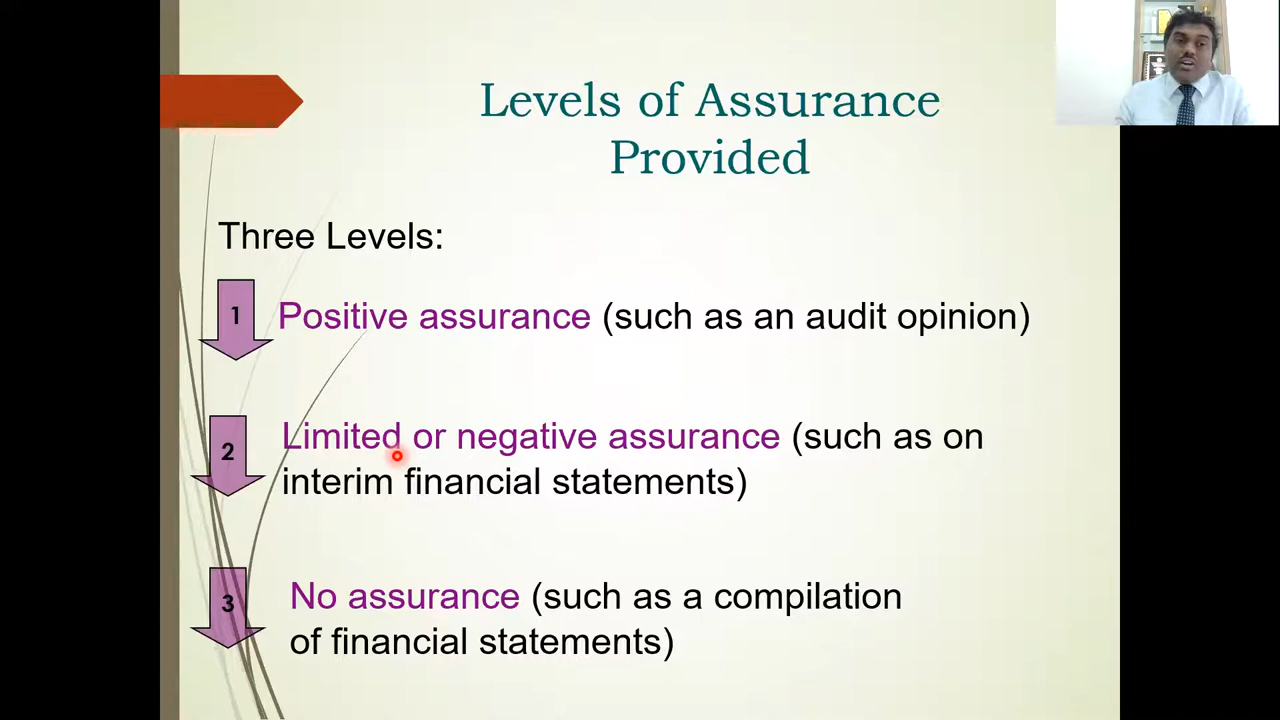 Levels of Assurance
Provided
Three Levels:
1
Positive assurance (such as an audit opinion)
2
Limited or negative assurance (such as on
interim financial statements)
3
No assurance (such as a compilation
of financial statements)